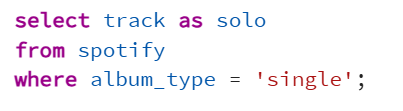 select track as solo
from spotify
where album_type = 'single';